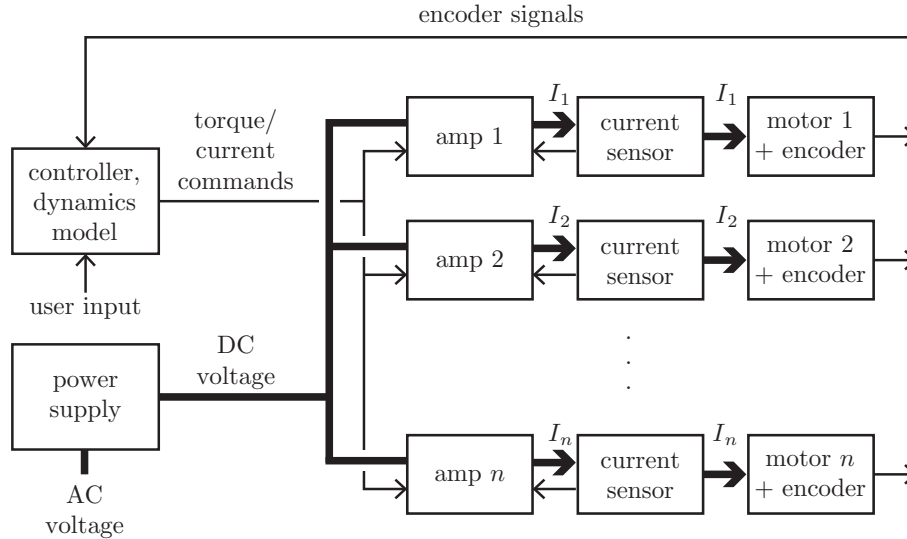 encoder signals
torque/
current
commands
controller,
dynamics
model
user input
power
supply
AC
voltage
DC
voltage
amp 1
I₁
current
sensor
I₁
motor 1
+ encoder
amp 2
I₂
current
sensor
I₂
motor 2
+ encoder
.
.
.
amp n
Iₙ
current
sensor
Iₙ
motor n
+ encoder